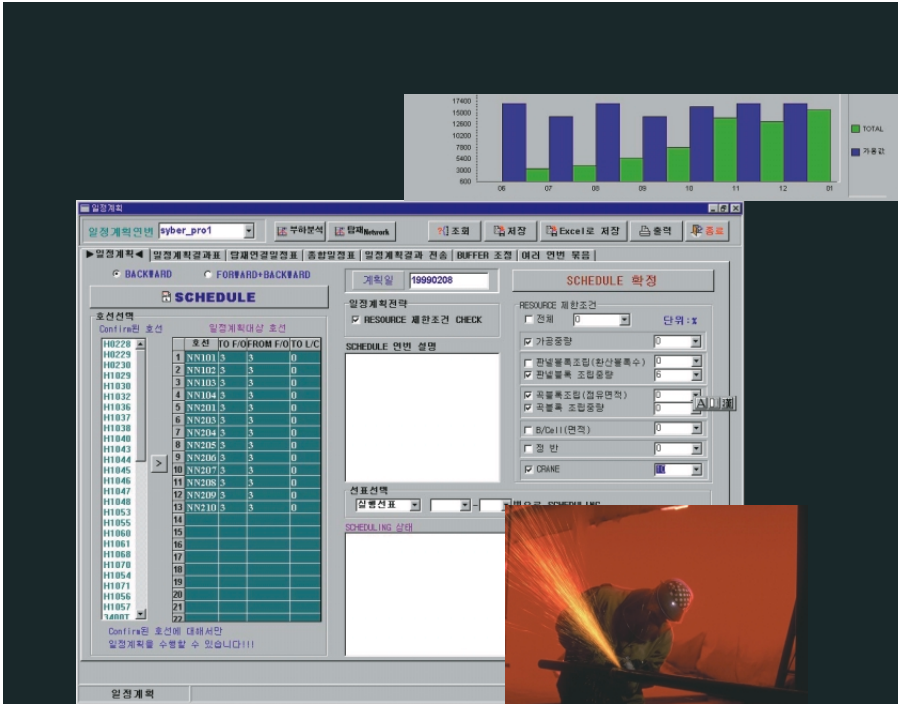 17400
15000
12600
10200
7800
5400
3000
600
06 07 08 09 10 11 12 01
TOTAL
가용값
일정계획
일정계획연번 syber_pro1
부하분석 탑재Network ?() 조회 저장 Excel로 저장 출력 종료
▶일정계획◀ 일정계획결과표 탑재연결일정표 종합일정표 일정계획결과 전송 BUFFER 조정 여러 연번 묶음
BACKWARD FORWARD+BACKWARD
SCHEDULE
계획일 19990208
SCHEDULE 확정
호선선택
Confirm된 호선 일정계획대상 호선
H0228
H0229
H0230
H1029
H1030
H1032
H1036
H1037
H1038
H1040
H1043
H1044
H1045
H1046
H1047
H1048
H1053
H1055
H1060
H1061
H1068
H1070
H1054
H1071
H1056
H1057
>
호선 TO F/O FROM F/O TO L/C
1 NN101 3 3 0
2 NN102 3 3 0
3 NN103 3 3 0
4 NN104 3 3 0
5 NN201 3 3 0
6 NN203 3 3 0
7 NN204 3 3 0
8 NN205 3 3 0
9 NN206 3 3 0
10 NN207 3 3 0
11 NN208 3 3 0
12 NN209 3 3 0
13 NN210 3 3 0
14
15
16
17
18
19
20
21
22
Confirm된 호선에 대해서만
일정계획을 수행할 수 있습니다!!!
일정계획전략
RESOURCE 제한조건 CHECK
SCHEDULE 연번 설명
RESOURCE 제한조건
전체 0 단위:%
가공중량 0
판넬블록조립(환산블록수) 0
판넬블록 조립중량 6
곡블록조립(점유면적) 0
곡블록 조립중량 0
B/Cell(면적) 0
정 반 0
CRANE 10
A 漢
선표선택
실행선표 -
SCHEDULING 상태
일정계획